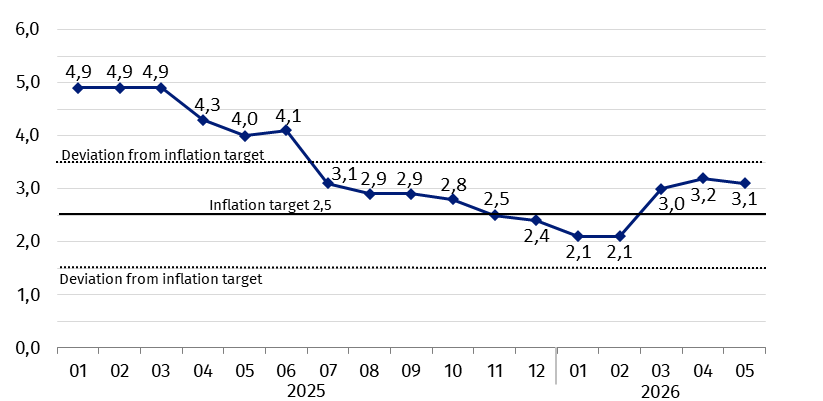 6,0
5,0
4,0
3,0
2,0
1,0
0,0
4,9 4,9 4,9 4,3 4,0 4,1 3,1 2,9 2,9 2,8 2,5 2,4 2,1 2,1 3,0 3,2 3,1
Deviation from inflation target
Inflation target 2,5
Deviation from inflation target
01 02 03 04 05 06 07 08 09 10 11 12 01 02 03 04 05
2025 2026